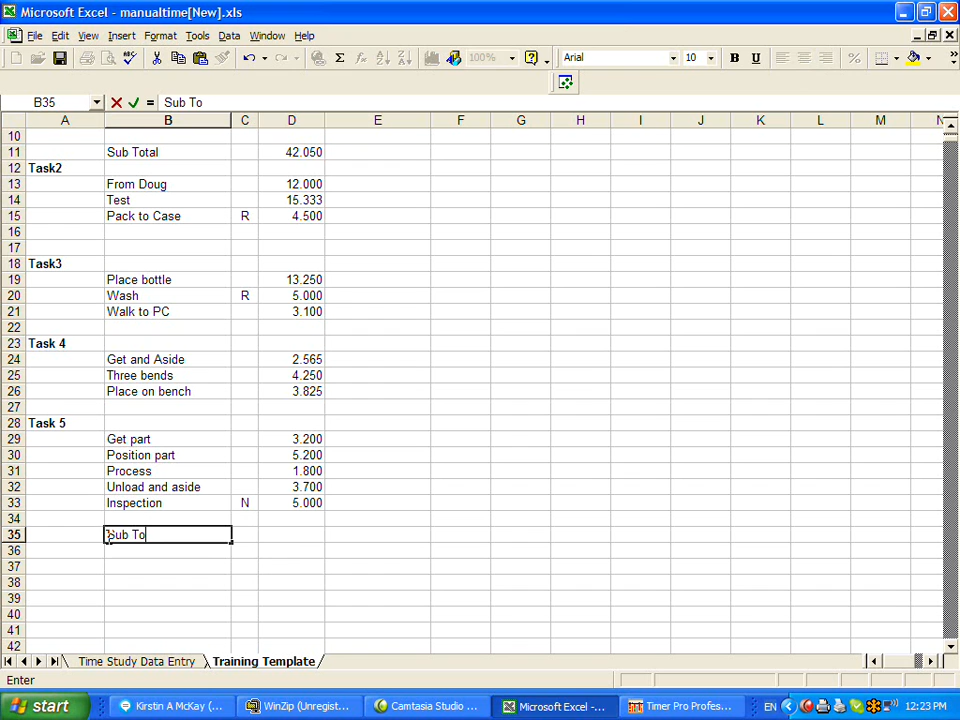 Microsoft Excel - manualtime[New].xls
File Edit View Insert Format Tools Data Window Help
100% Arial 10 B U %
B35 = Sub To
A B C D E F G H I J K L M N
10
11 Sub Total 42.050
12 Task2
13 From Doug 12.000
14 Test 15.333
15 Pack to Case R 4.500
16
17
18 Task3
19 Place bottle 13.250
20 Wash R 5.000
21 Walk to PC 3.100
22
23 Task 4
24 Get and Aside 2.565
25 Three bends 4.250
26 Place on bench 3.825
27
28 Task 5
29 Get part 3.200
30 Position part 5.200
31 Process 1.800
32 Unload and aside 3.700
33 Inspection N 5.000
34
35 Sub To
36
37
38
39
40
41
42
Time Study Data Entry Training Template
Enter
start Kirstin A McKay (... WinZip (Unregist... Camtasia Studio ... Microsoft Excel -... Timer Pro Profes... EN 12:23 PM